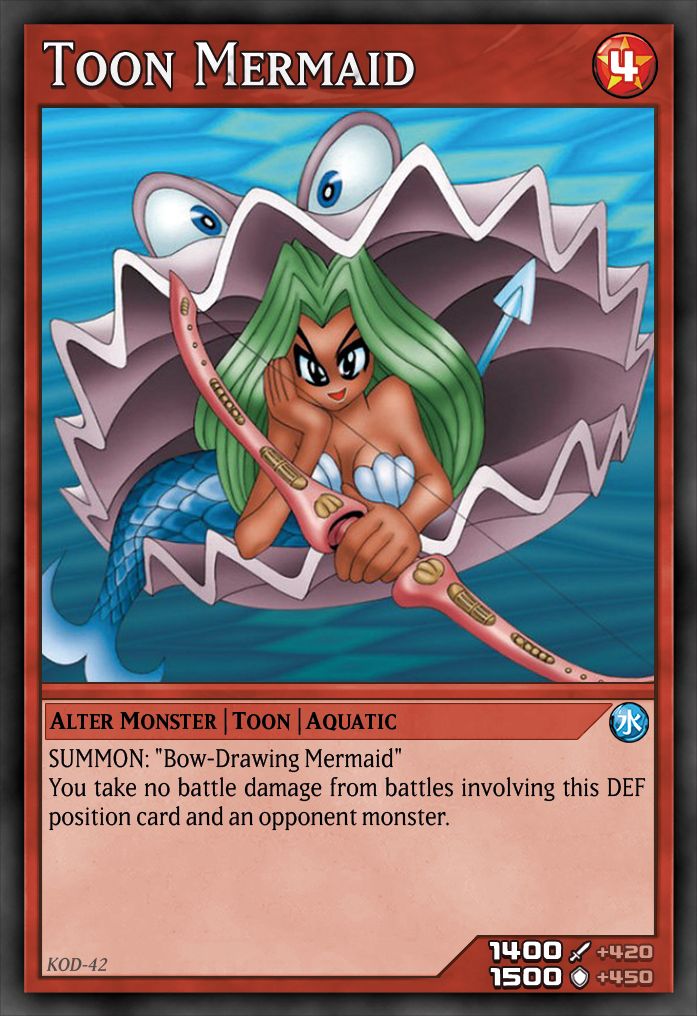 Toon Mermaid
4
Alter Monster | Toon | Aquatic
水
SUMMON: "Bow-Drawing Mermaid"
You take no battle damage from battles involving this DEF
position card and an opponent monster.
1400 +420
KOD-42
1500 +450